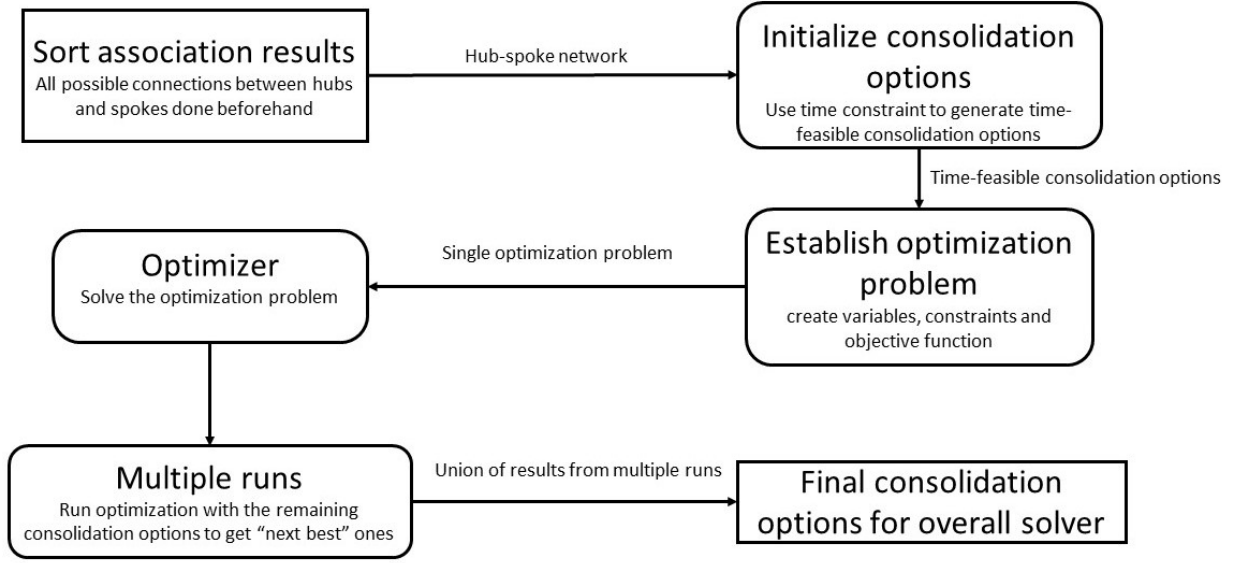 Sort association results
All possible connections between hubs
and spokes done beforehand
Hub-spoke network
Initialize consolidation
options
Use time constraint to generate time-
feasible consolidation options
Time-feasible consolidation options
Establish optimization
problem
create variables, constraints and
objective function
Single optimization problem
Optimizer
Solve the optimization problem
Multiple runs
Run optimization with the remaining
consolidation options to get “next best” ones
Union of results from multiple runs
Final consolidation
options for overall solver